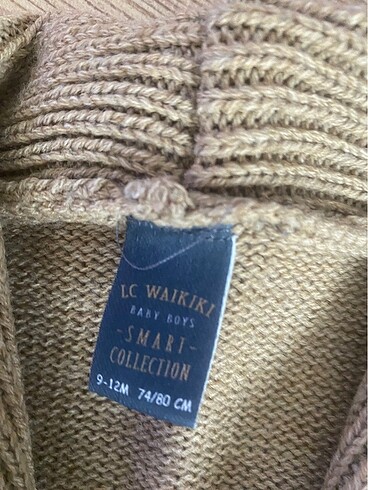 LC WAIKIKI
BABY BOYS
-SMART-
COLLECTION
9-12M 74/80 CM